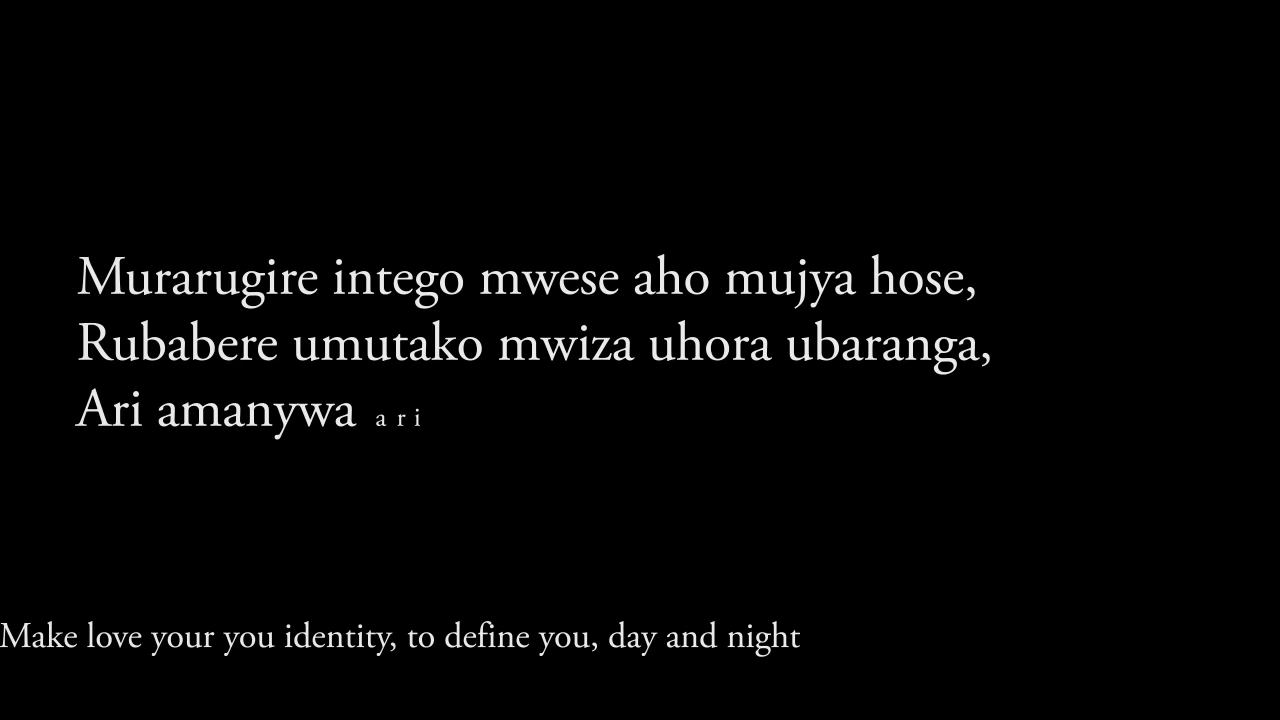 Murarugire intego mwese aho mujya hose,
Rubabere umutako mwiza uhora ubaranga,
Ari amanywa ari
Make love your you identity, to define you, day and night